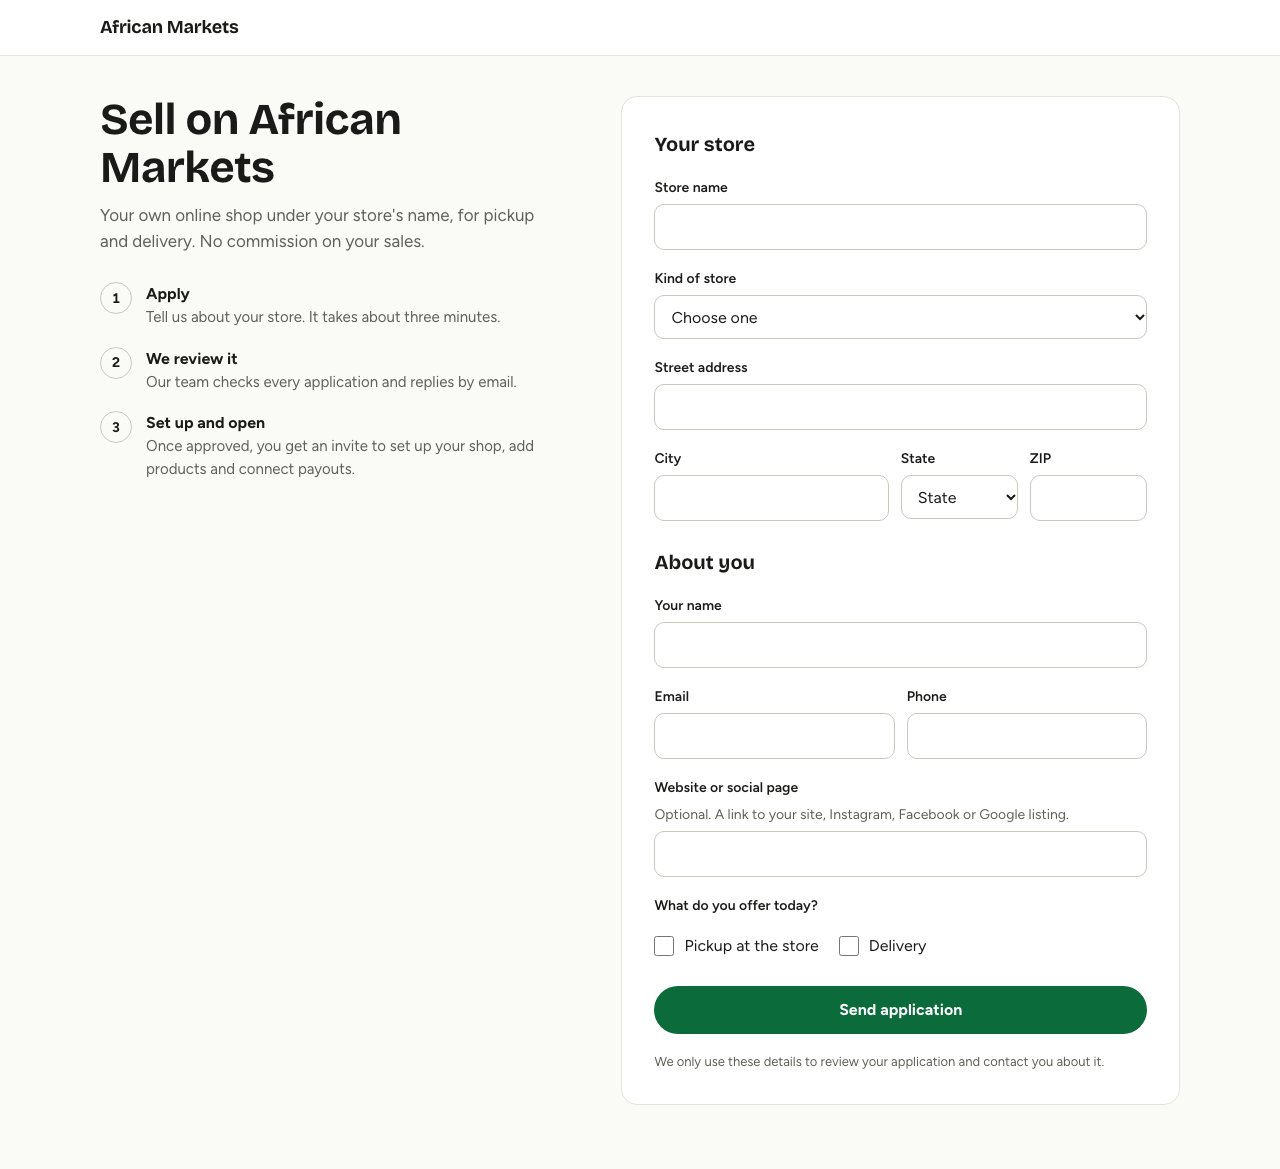 African Markets
Sell on African
Markets
Your own online shop under your store's name, for pickup
and delivery. No commission on your sales.
1
Apply
Tell us about your store. It takes about three minutes.
2
We review it
Our team checks every application and replies by email.
3
Set up and open
Once approved, you get an invite to set up your shop, add
products and connect payouts.
Your store
Store name
Kind of store
Choose one
Street address
City
State
ZIP
State
About you
Your name
Email
Phone
Website or social page
Optional. A link to your site, Instagram, Facebook or Google listing.
What do you offer today?
Pickup at the store
Delivery
Send application
We only use these details to review your application and contact you about it.